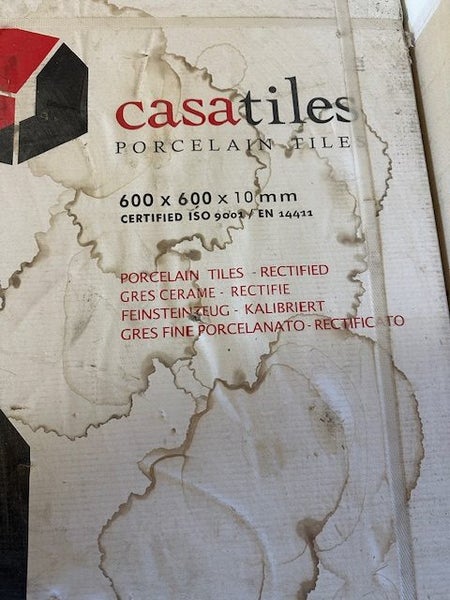 casatiles
PORCELAIN TILE
600 x 600 x 10 mm
CERTIFIED ISO 9001 / EN 14411
PORCELAIN TILES - RECTIFIED
GRES CERAME - RECTIFIE
FEINSTEINZEUG - KALIBRIERT
GRES FINE PORCELANATO - RECTIFICATO